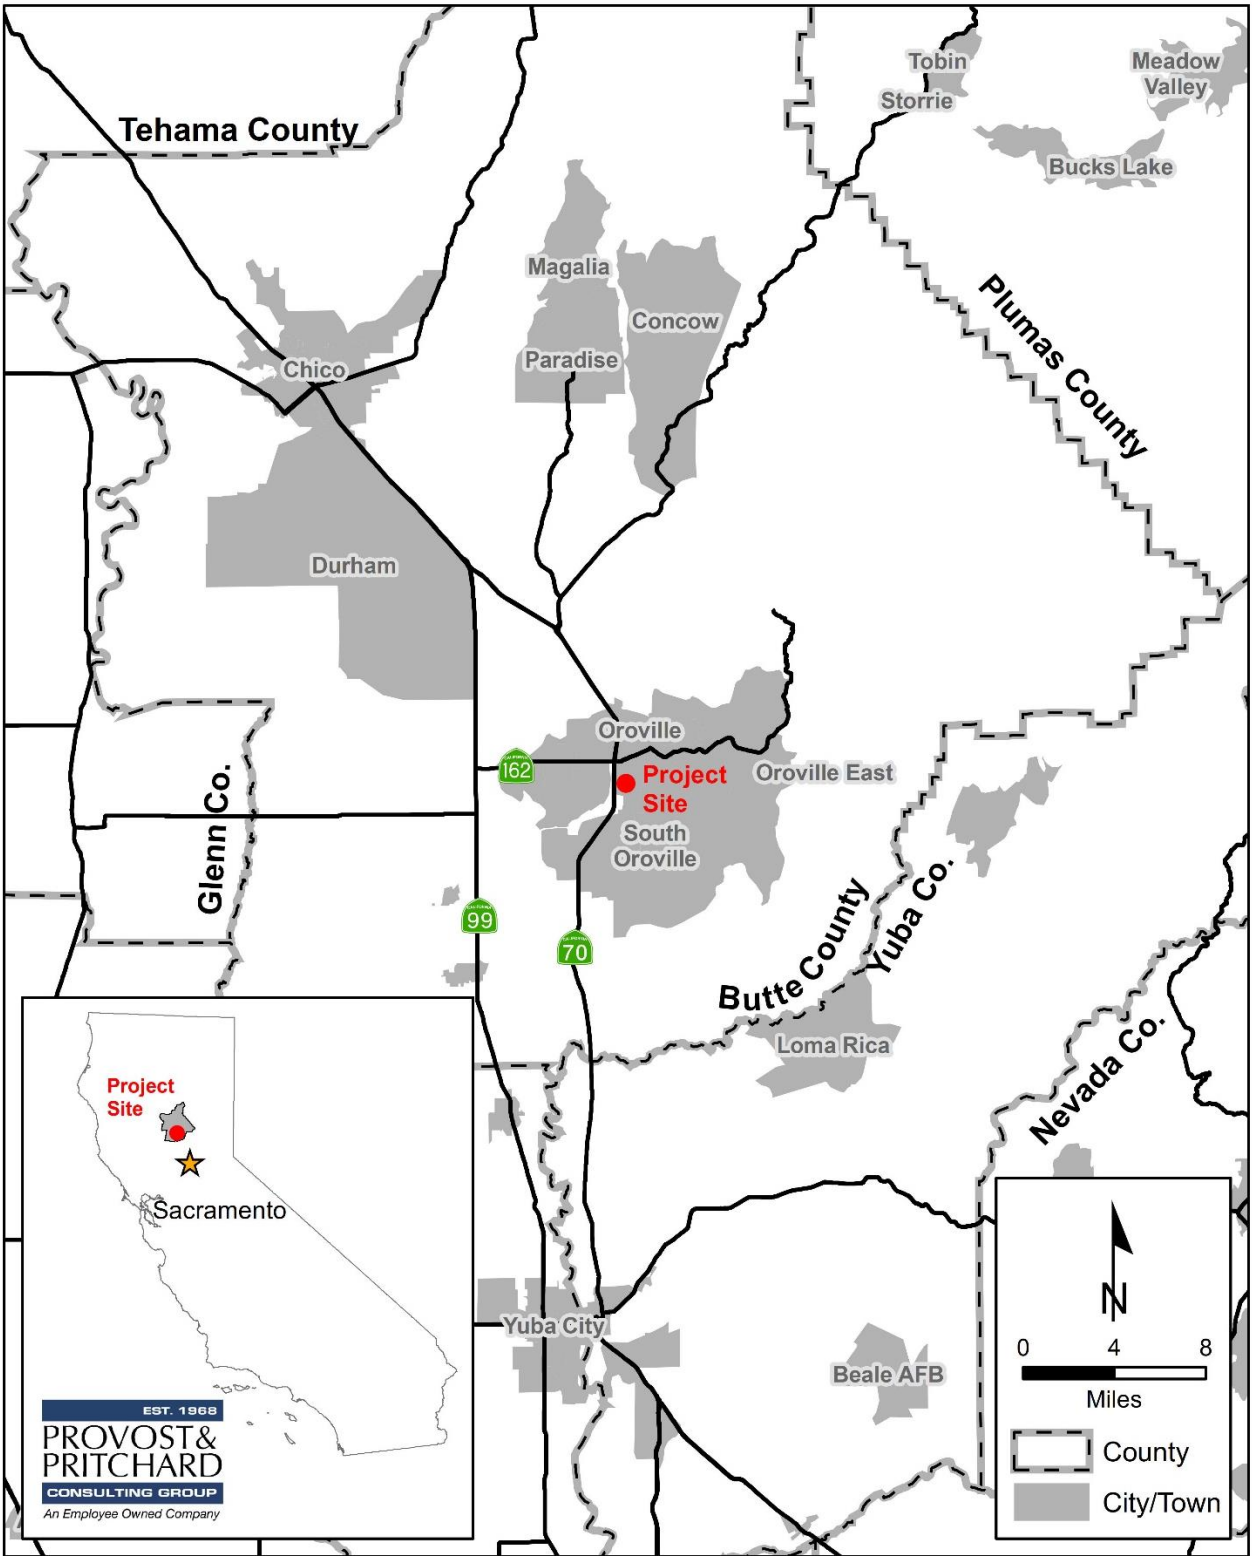 Tobin
Storrie
Meadow
Valley
Bucks Lake
Tehama County
Magalia
Concow
Paradise
Chico
Plumas County
Durham
Oroville
162
Project
Site
Oroville East
South
Oroville
Glenn Co.
99
70
Butte County
Yuba Co.
Loma Rica
Nevada Co.
Project
Site
Sacramento
Yuba City
Beale AFB
N
0 4 8
Miles
County
City/Town
EST. 1968
PROVOST&
PRITCHARD
CONSULTING GROUP
An Employee Owned Company